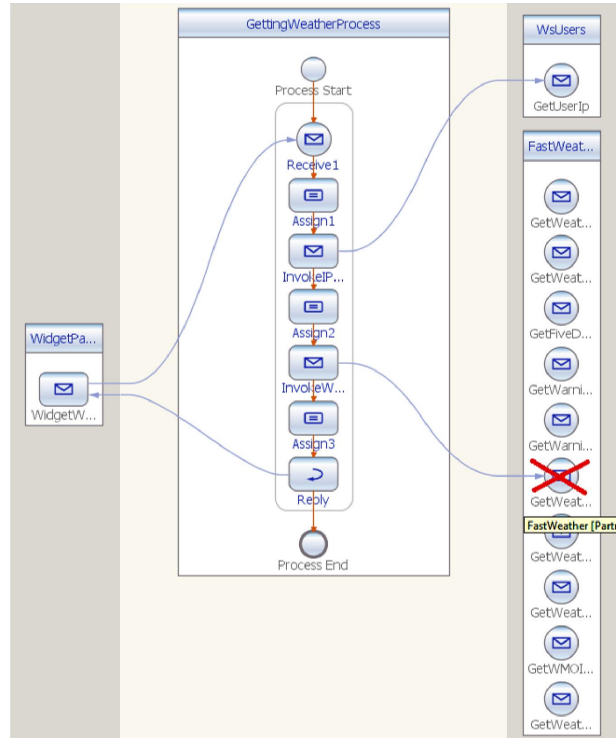 GettingWeatherProcess
Process Start
Receive1
Assign1
InvokeIP...
Assign2
InvokeW...
Assign3
Reply
Process End
WidgetPa...
WidgetW...
WsUsers
GetUserIp
FastWeat...
GetWeat...
GetWeat...
GetFiveD...
GetWarni...
GetWarni...
GetWeat...
FastWeather [Partn
GetWeat...
GetWeat...
GetWMOI...
GetWeat...